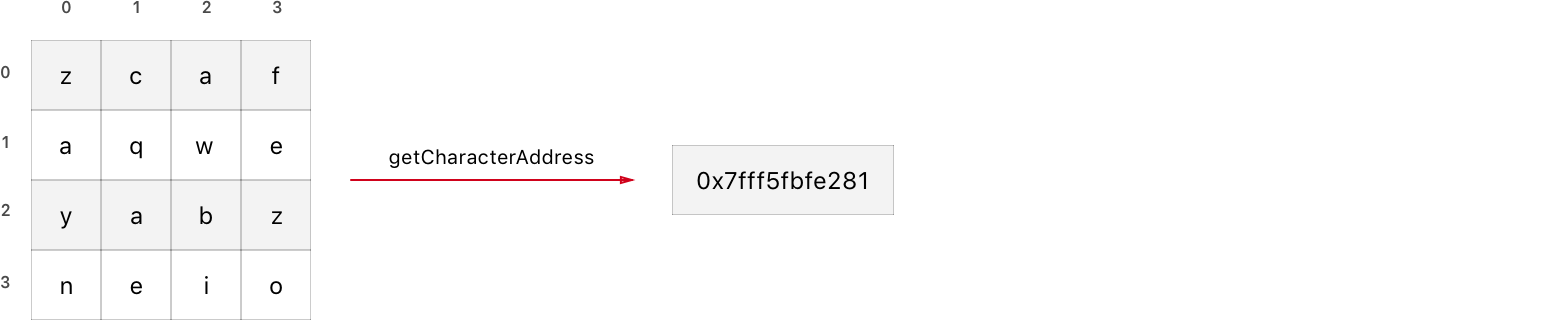 0 1 2 3
0 z c a f
1 a q w e
getCharacterAddress
0x7fff5fbfe281
2 y a b z
3 n e i o